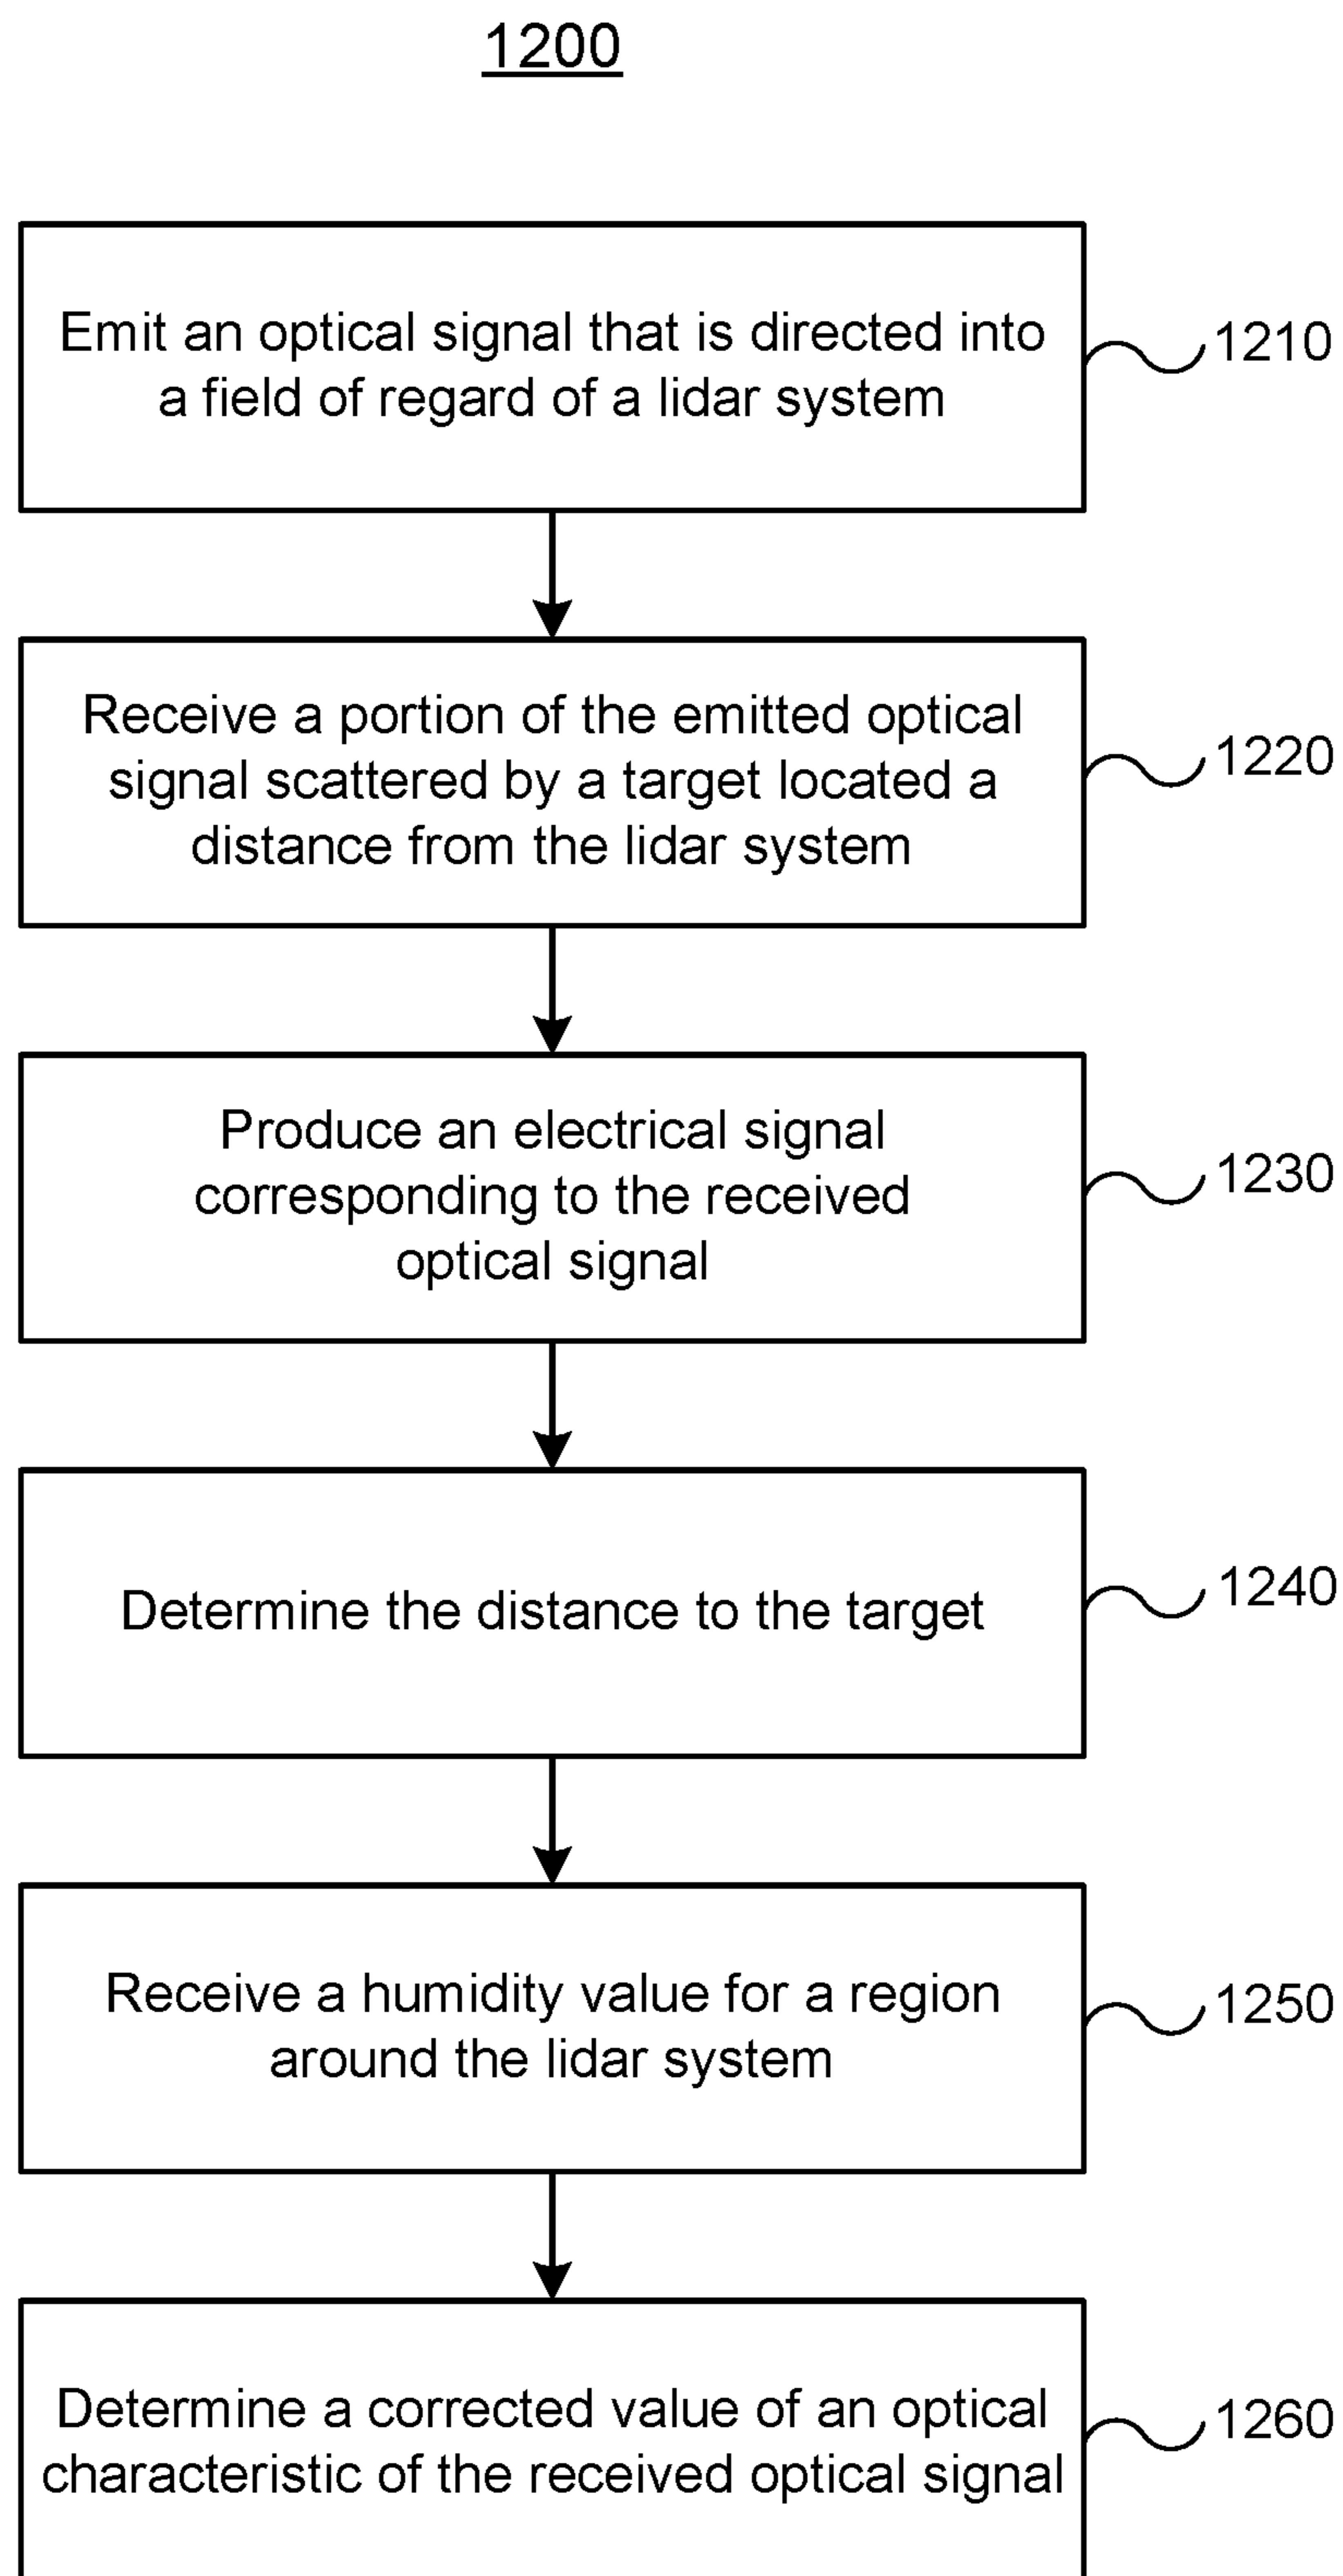 1200
Emit an optical signal that is directed into
a field of regard of a lidar system
1210
Receive a portion of the emitted optical
signal scattered by a target located a
distance from the lidar system
1220
Produce an electrical signal
corresponding to the received
optical signal
1230
Determine the distance to the target
1240
Receive a humidity value for a region
around the lidar system
1250
Determine a corrected value of an optical
characteristic of the received optical signal
1260